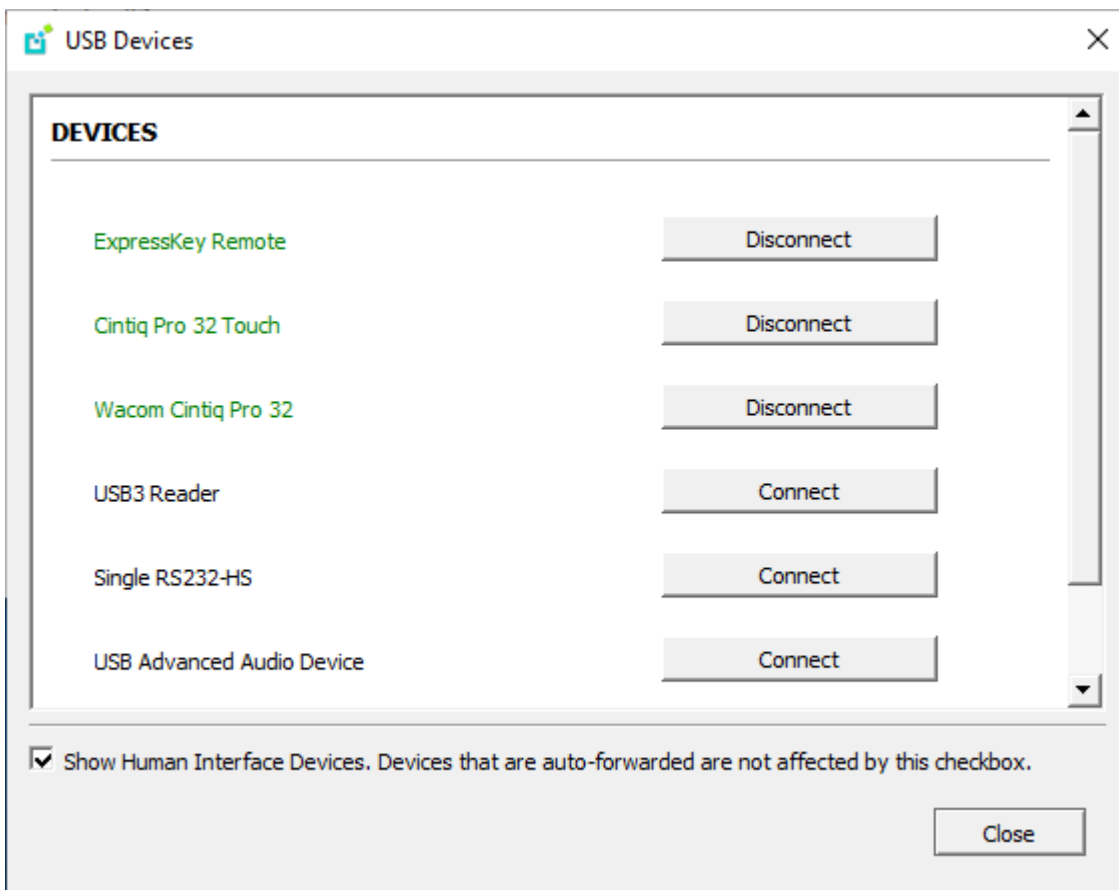 USB Devices
DEVICES
ExpressKey Remote
Disconnect
Cintiq Pro 32 Touch
Disconnect
Wacom Cintiq Pro 32
Disconnect
USB3 Reader
Connect
Single RS232-HS
Connect
USB Advanced Audio Device
Connect
Show Human Interface Devices. Devices that are auto-forwarded are not affected by this checkbox.
Close